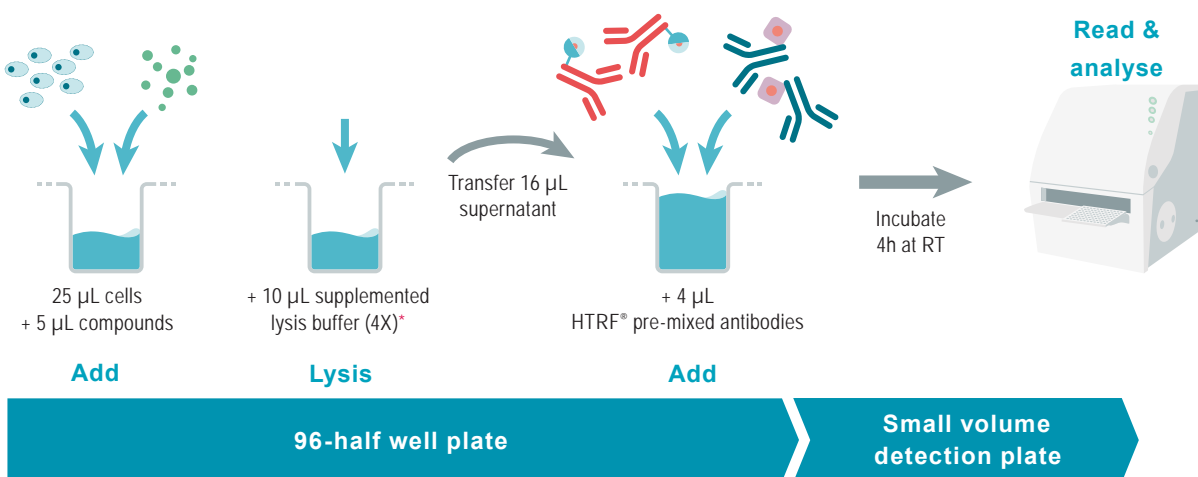 25 µL cells
+ 5 µL compounds
Add
+ 10 µL supplemented
lysis buffer (4X)*
Lysis
Transfer 16 µL
supernatant
+ 4 µL
HTRF® pre-mixed antibodies
Add
Incubate
4h at RT
Read &
analyse
96-half well plate
Small volume
detection plate